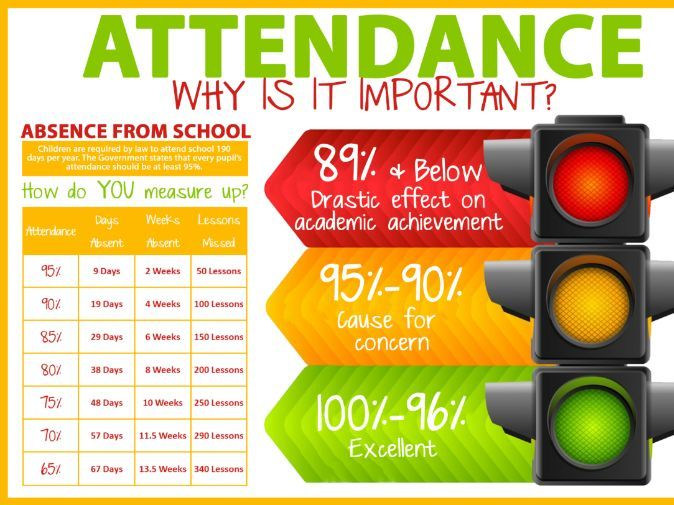 ATTENDANCE
WHY IS IT IMPORTANT?
ABSENCE FROM SCHOOL
Children are required by law to attend school 190
days per year. The Government states that every pupil's
attendance should be at least 95%.
How do YOU measure up?
Attendance Days Absent Weeks Absent Lessons Missed
95% 9 Days 2 Weeks 50 Lessons
90% 19 Days 4 Weeks 100 Lessons
85% 29 Days 6 Weeks 150 Lessons
80% 38 Days 8 Weeks 200 Lessons
75% 48 Days 10 Weeks 250 Lessons
70% 57 Days 11.5 Weeks 290 Lessons
65% 67 Days 13.5 Weeks 340 Lessons
89% & Below
Drastic effect on
academic achievement
95%-90%
Cause for
concern
100%-96%
Excellent